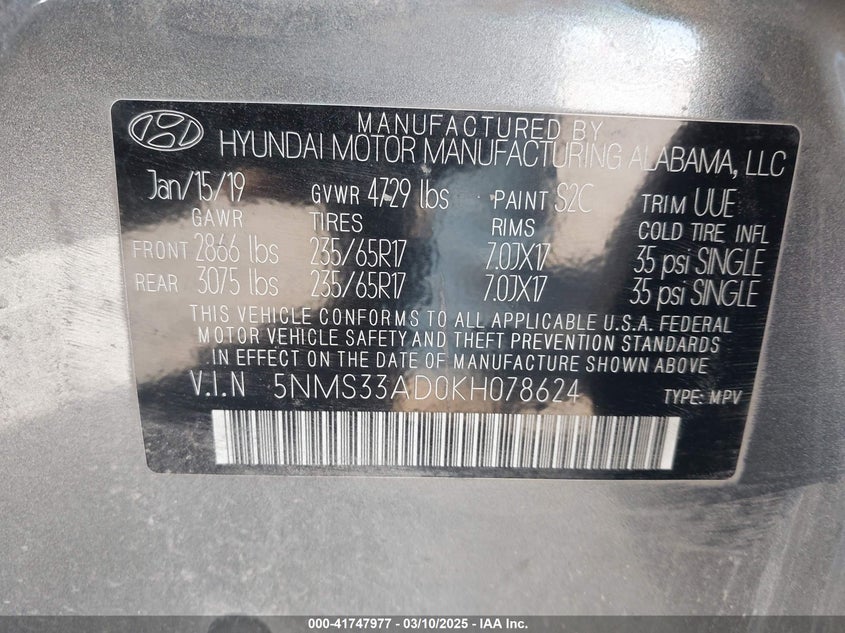 MANUFACTURED BY
HYUNDAI MOTOR MANUFACTURING ALABAMA, LLC
Jan/15/19 GVWR 4729 lbs PAINT S2C TRIM UUE
GAWR TIRES RIMS COLD TIRE INFL
FRONT 2866 lbs 235/65R17 7.0JX17 35 psi SINGLE
REAR 3075 lbs 235/65R17 7.0JX17 35 psi SINGLE
THIS VEHICLE CONFORMS TO ALL APPLICABLE U.S.A. FEDERAL
MOTOR VEHICLE SAFETY AND THEFT PREVENTION STANDARDS
IN EFFECT ON THE DATE OF MANUFACTURE SHOWN ABOVE
V.I.N 5NMS33AD0KH078624 TYPE: MPV
000-41747977 — 03/10/2025 — IAA Inc.